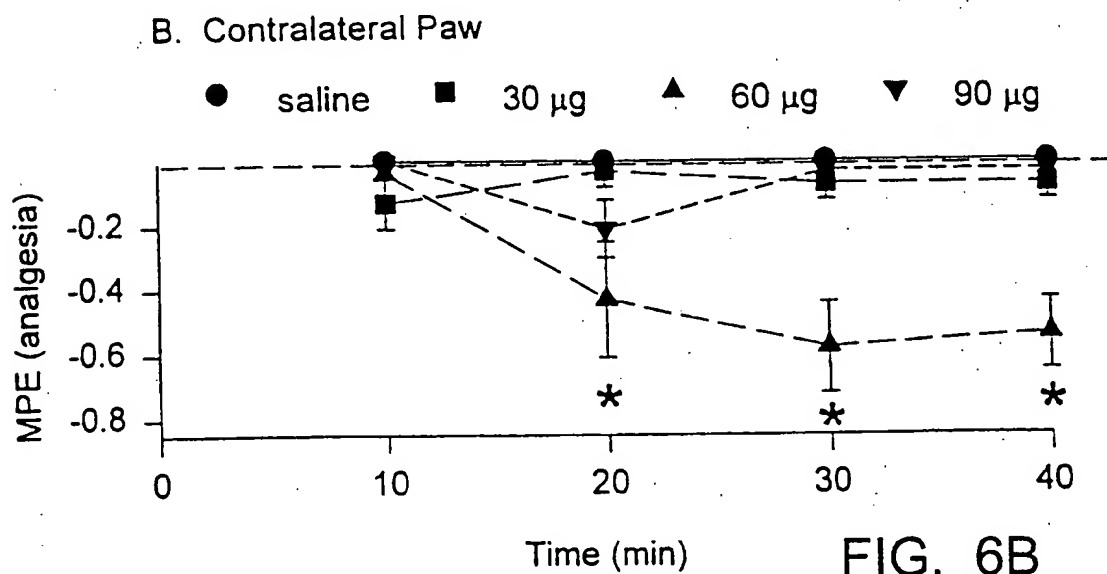 B. Contralateral Paw
saline 30 µg 60 µg 90 µg
MPE (analgesia)
-0.2
-0.4
-0.6
-0.8
* * *
0 10 20 30 40
Time (min)
FIG. 6B